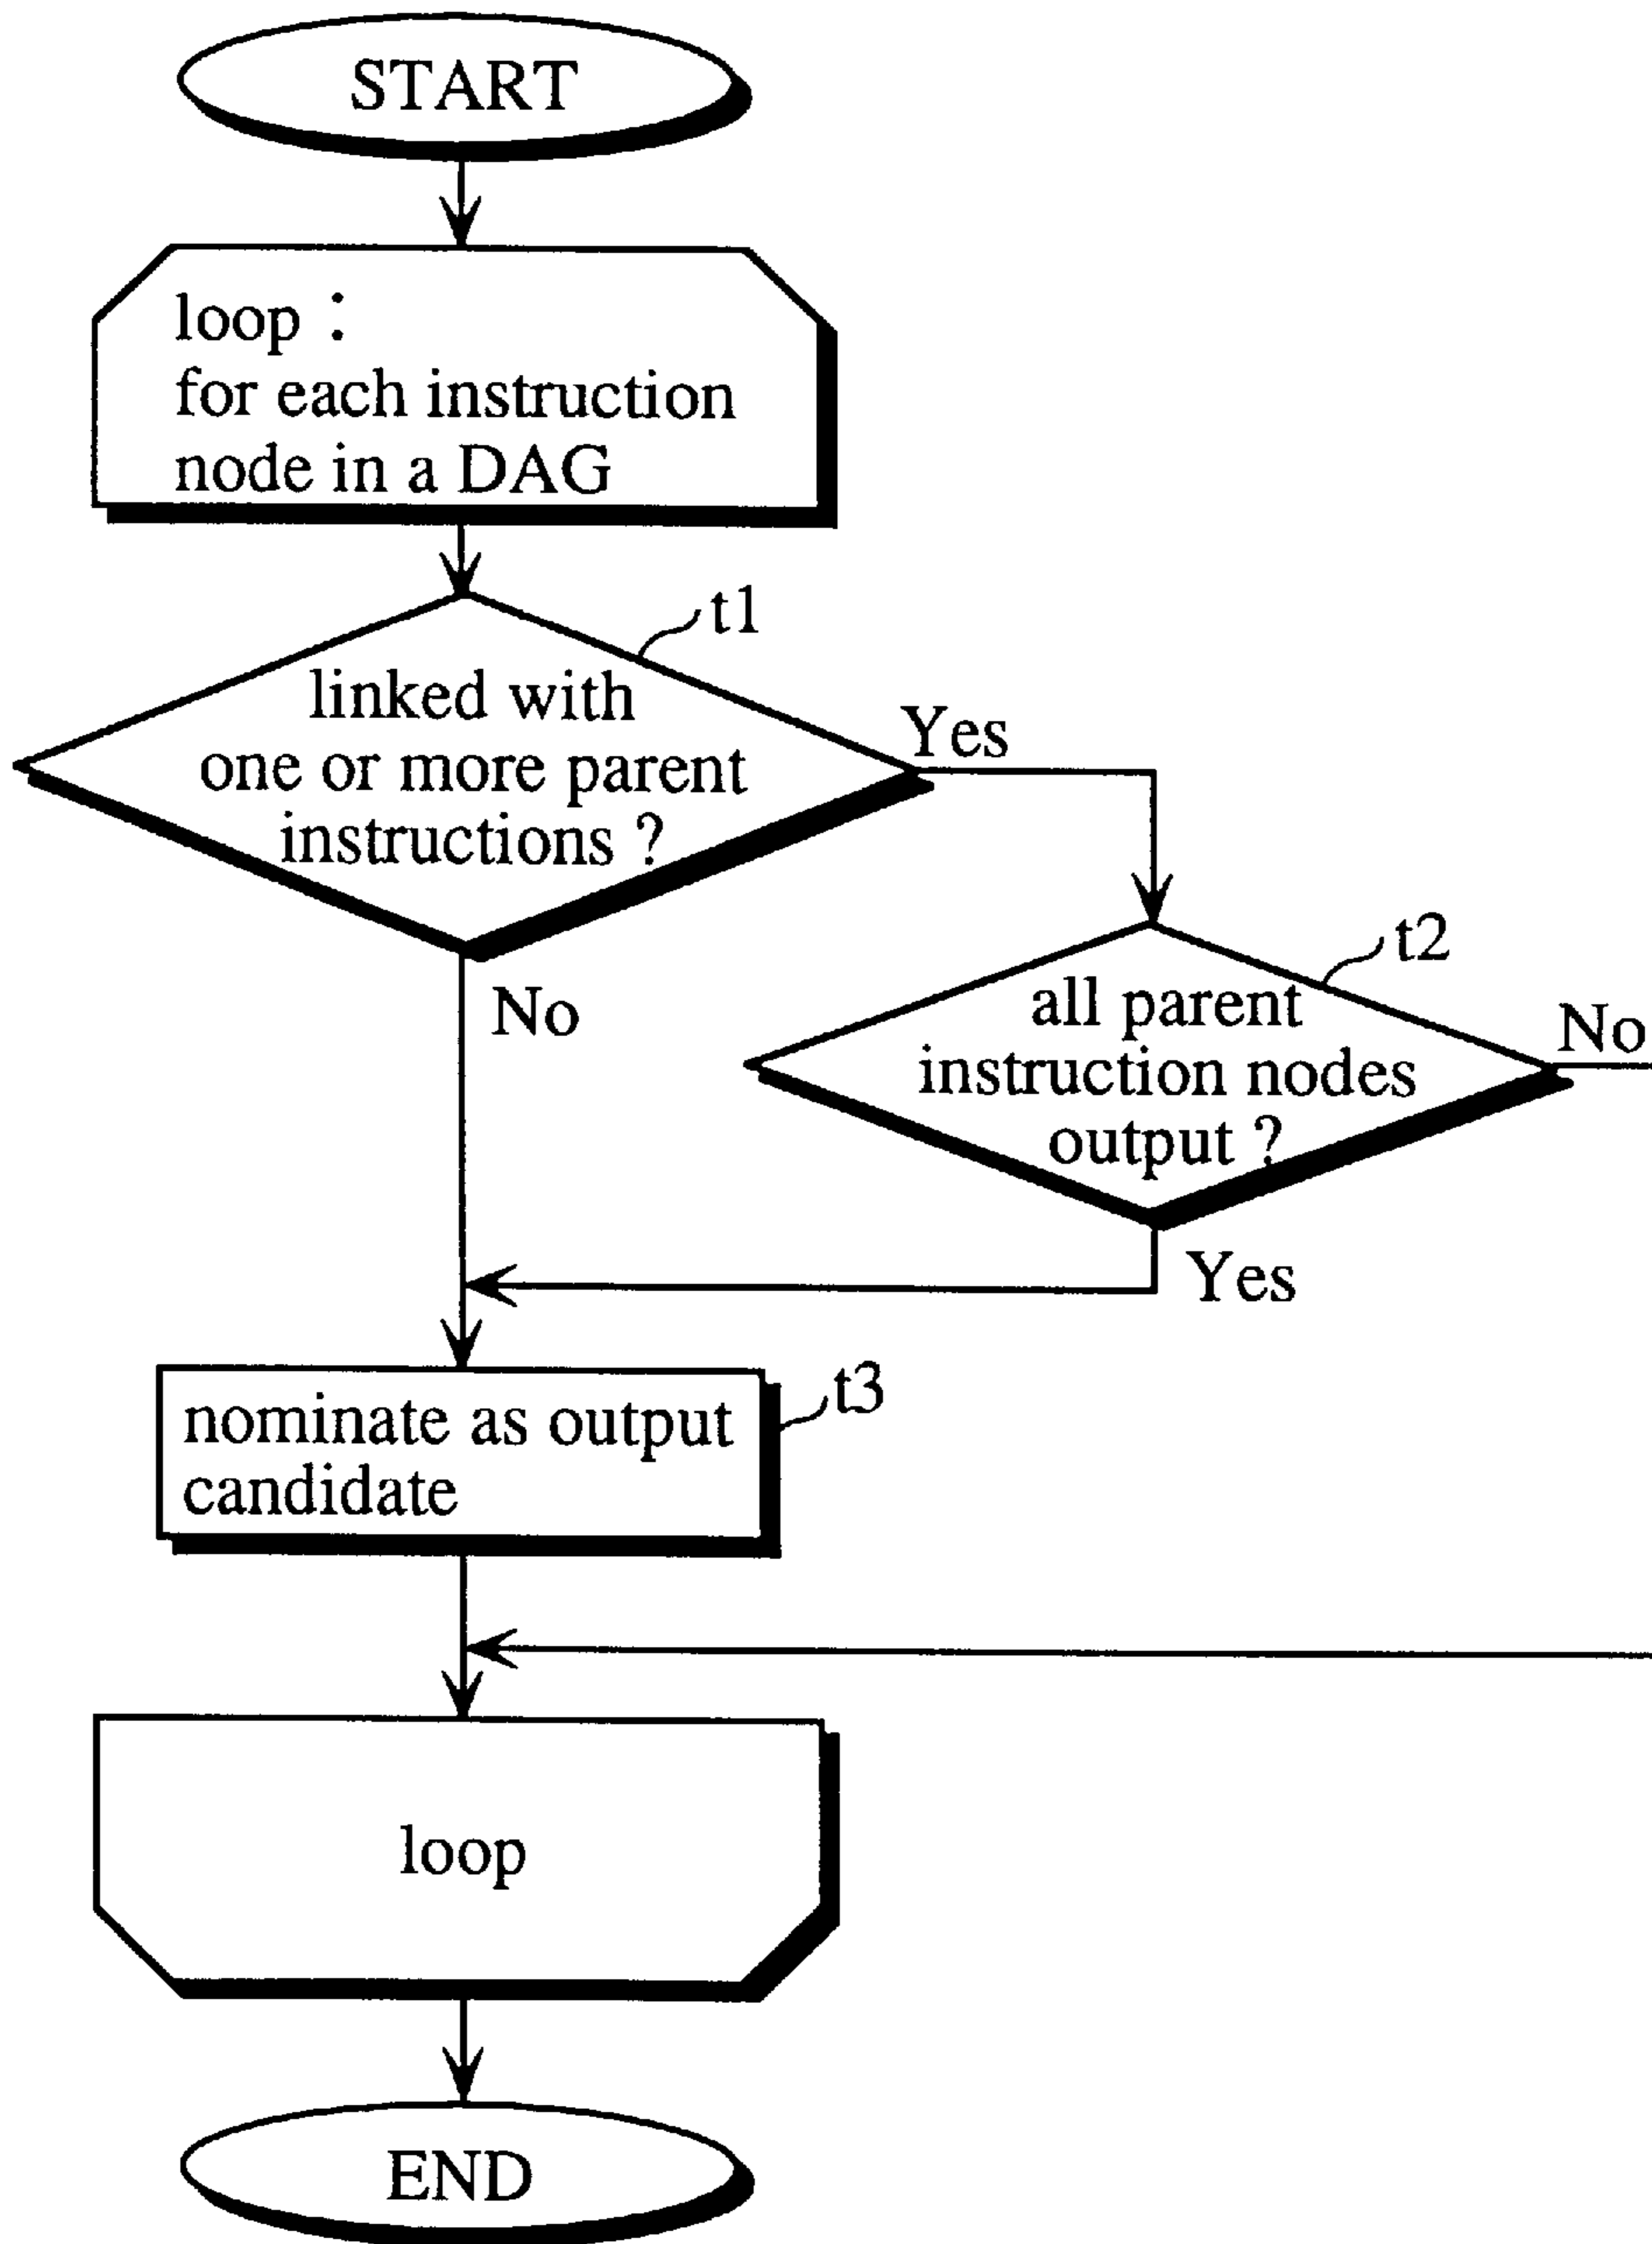 START
loop :
for each instruction
node in a DAG
t1
linked with
one or more parent
instructions ?
Yes
No
t2
all parent
instruction nodes
output ?
No
Yes
t3
nominate as output
candidate
loop
END